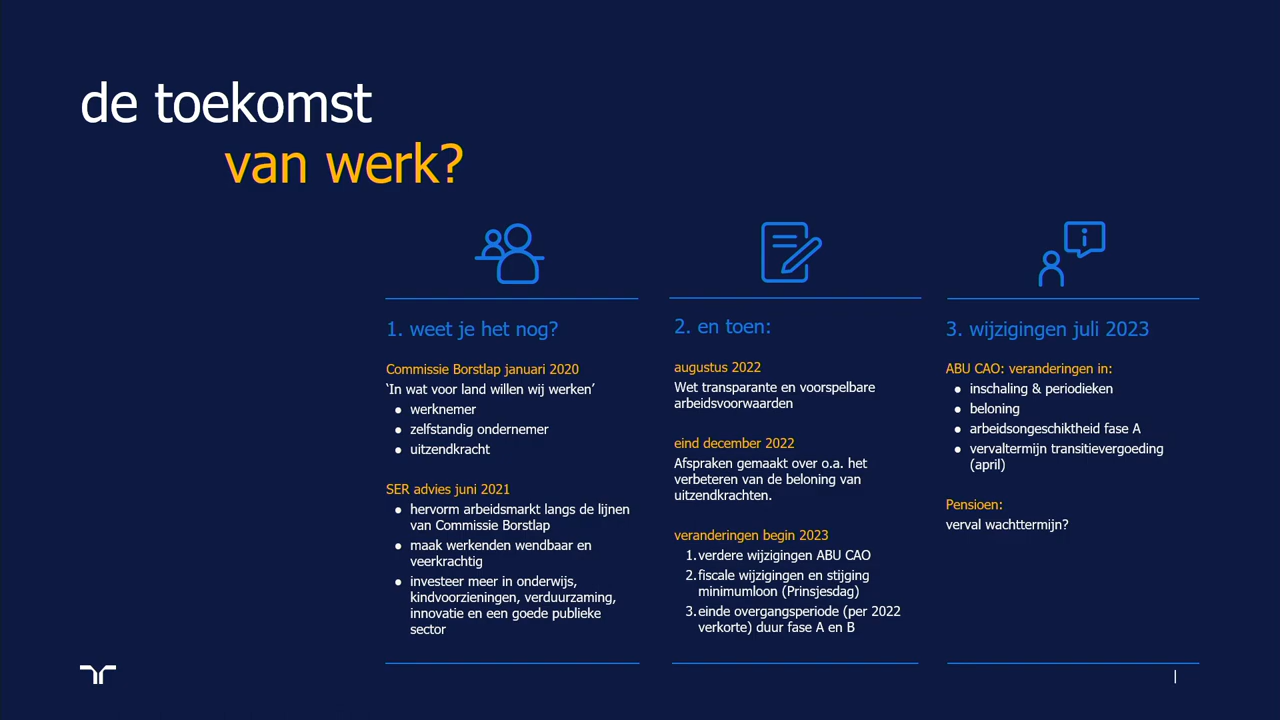 de toekomst
van werk?
1. weet je het nog?
Commissie Borstlap januari 2020
‘In wat voor land willen wij werken’
● werknemer
● zelfstandig ondernemer
● uitzendkracht
SER advies juni 2021
● hervorm arbeidsmarkt langs de lijnen
van Commissie Borstlap
● maak werkenden wendbaar en
veerkrachtig
● investeer meer in onderwijs,
kindvoorzieningen, verduurzaming,
innovatie en een goede publieke
sector
2. en toen:
augustus 2022
Wet transparante en voorspelbare
arbeidsvoorwaarden
eind december 2022
Afspraken gemaakt over o.a. het
verbeteren van de beloning van
uitzendkrachten.
veranderingen begin 2023
1. verdere wijzigingen ABU CAO
2. fiscale wijzigingen en stijging
minimumloon (Prinsjesdag)
3. einde overgangsperiode (per 2022
verkorte) duur fase A en B
3. wijzigingen juli 2023
ABU CAO: veranderingen in:
● inschaling & periodieken
● beloning
● arbeidsongeschiktheid fase A
● vervaltermijn transitievergoeding
(april)
Pensioen:
verval wachttermijn?
|